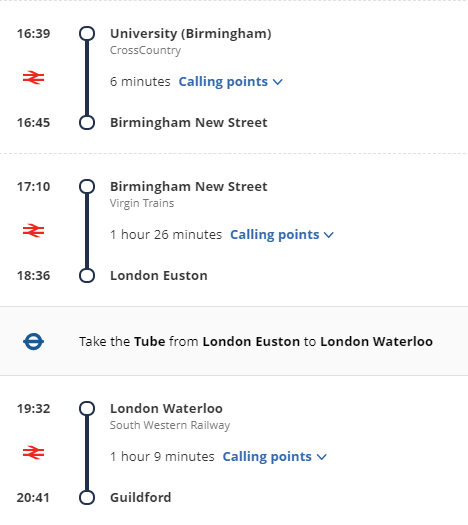 16:39 University (Birmingham)
CrossCountry
6 minutes Calling points
16:45 Birmingham New Street
17:10 Birmingham New Street
Virgin Trains
1 hour 26 minutes Calling points
18:36 London Euston
Take the Tube from London Euston to London Waterloo
19:32 London Waterloo
South Western Railway
1 hour 9 minutes Calling points
20:41 Guildford